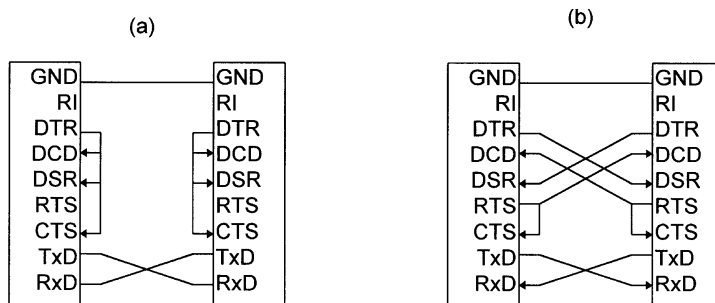 (a)
GND GND
RI RI
DTR DTR
DCD DCD
DSR DSR
RTS RTS
CTS CTS
TxD TxD
RxD RxD
(b)
GND GND
RI RI
DTR DTR
DCD DCD
DSR DSR
RTS RTS
CTS CTS
TxD TxD
RxD RxD